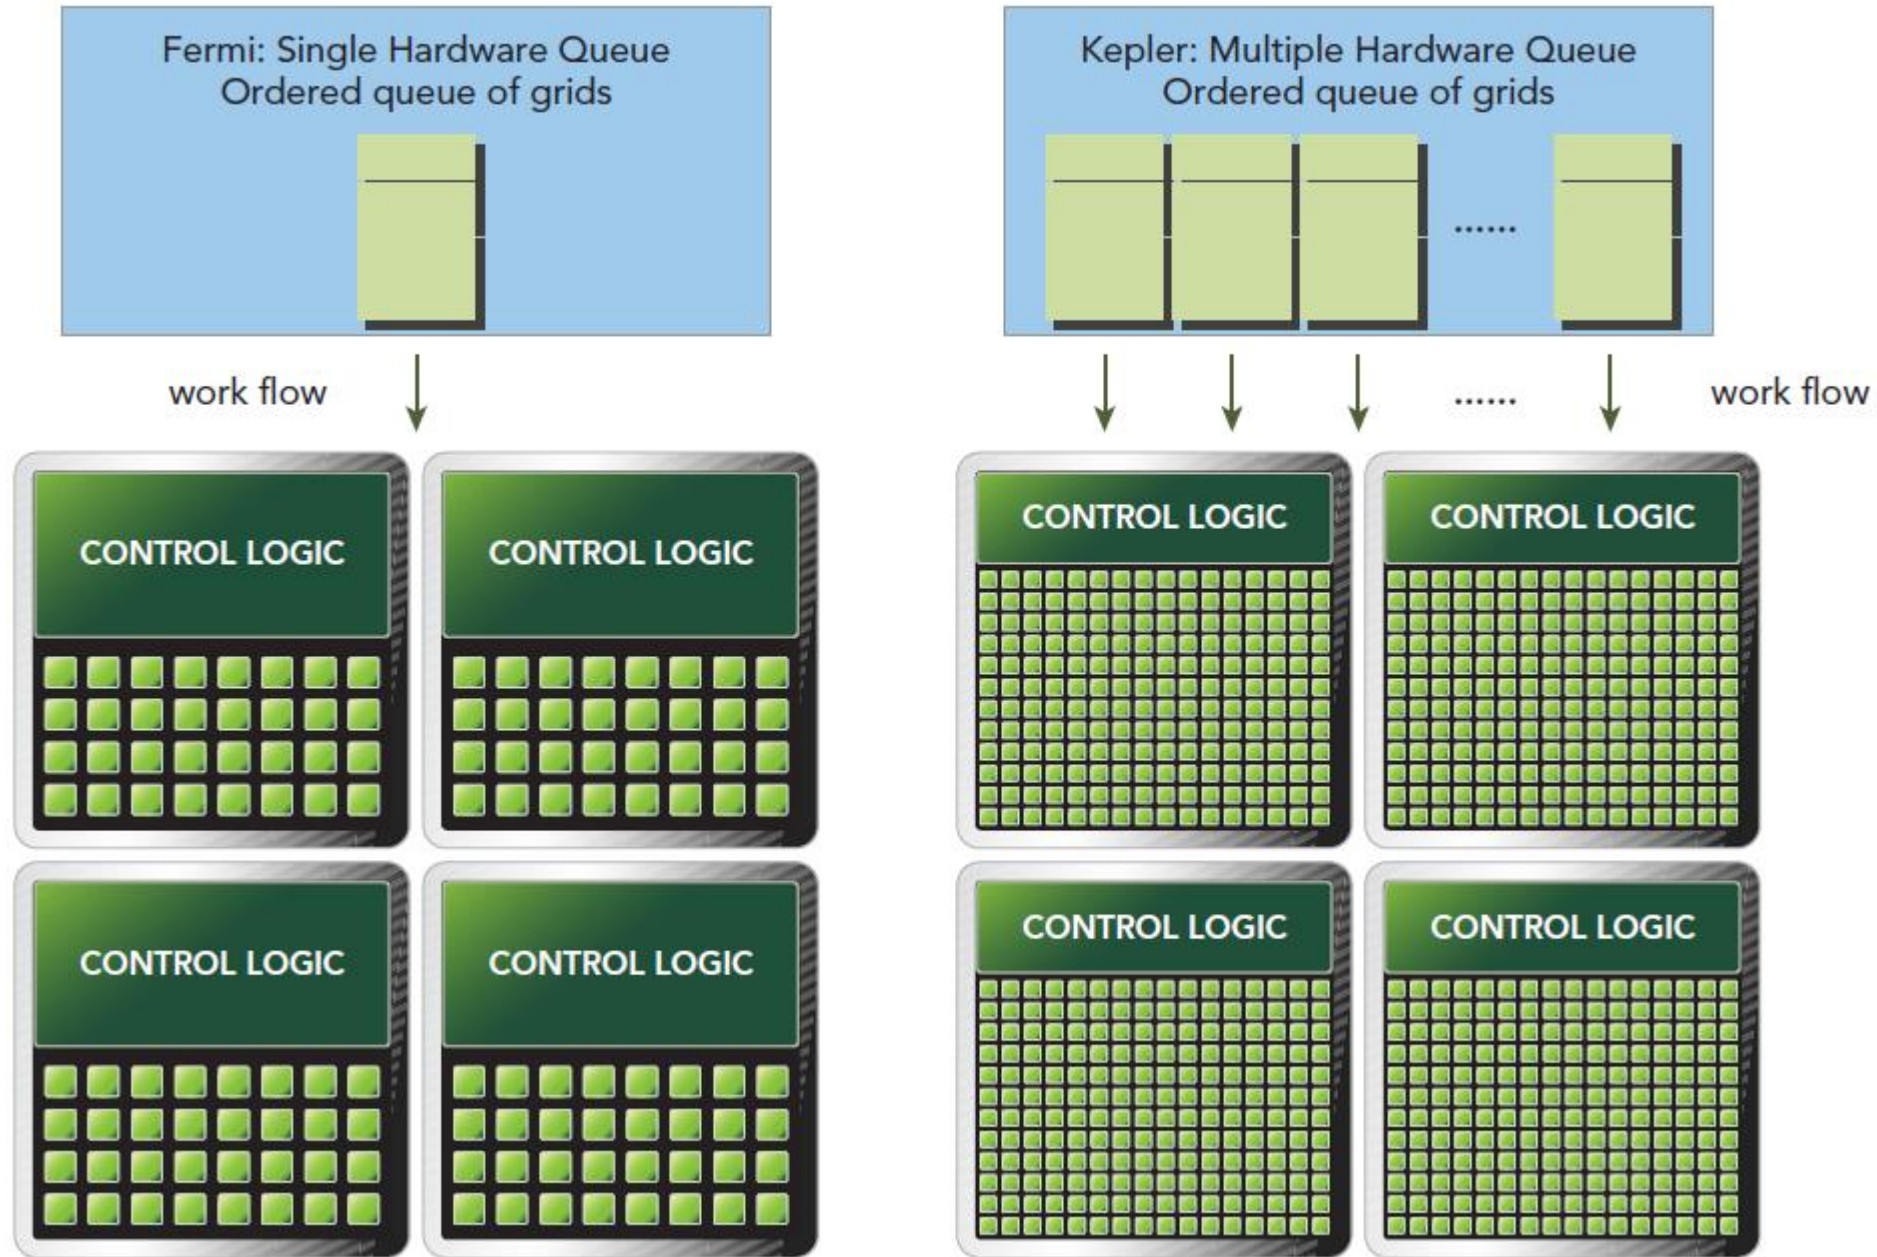 Fermi: Single Hardware Queue
Ordered queue of grids
work flow
CONTROL LOGIC
CONTROL LOGIC
CONTROL LOGIC
CONTROL LOGIC
Kepler: Multiple Hardware Queue
Ordered queue of grids
......
......
work flow
CONTROL LOGIC
CONTROL LOGIC
CONTROL LOGIC
CONTROL LOGIC